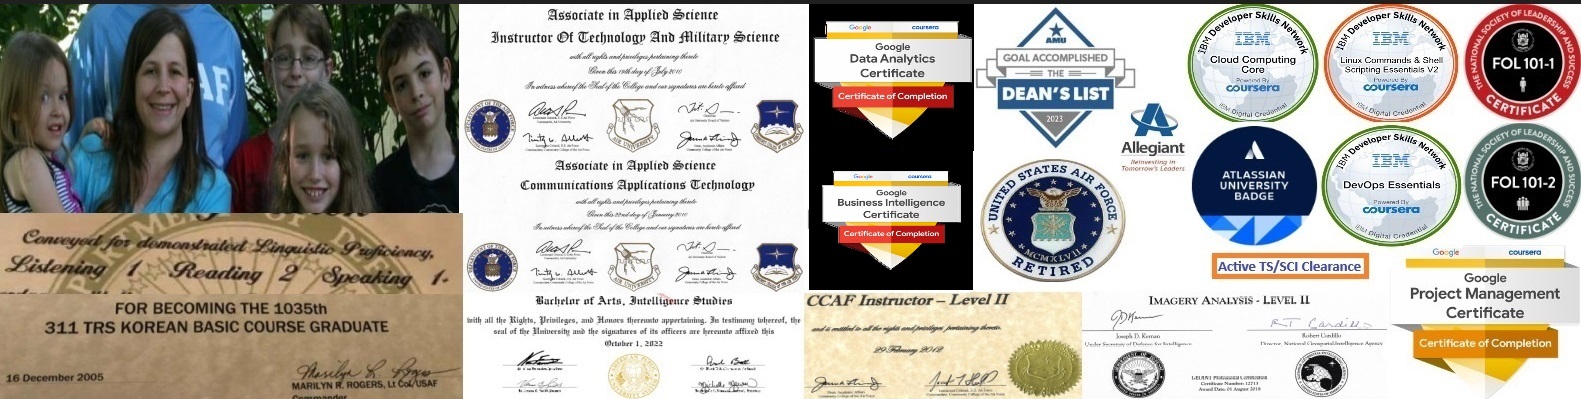 AF
Conveyed for demonstrated Linguistic Proficiency,
Listening 1 Reading 2 Speaking 1+
FOR BECOMING THE 1035th
311 TRS KOREAN BASIC COURSE GRADUATE
16 December 2005
MARILYN R. ROGERS, Lt Col/USAF
Commander
Associate in Applied Science
Instructor Of Technology And Military Science
with all rights and privileges pertaining thereto
Given this 19th day of July 2010
In witness whereof the Seal of the College and our signatures are hereto affixed
Associate in Applied Science
Communications Applications Technology
with all rights and privileges pertaining thereto
Given this 22nd day of January 2010
In witness whereof the Seal of the College and our signatures are hereto affixed
Bachelor of Arts, Intelligence Studies
with all the Rights, Privileges, and Honors thereunto appertaining. In testimony whereof, the
seal of the University and the signatures of its officers are hereunto affixed this
October 1, 2022
Google coursera
Google
Data Analytics
Certificate
Certificate of Completion
Google coursera
Google
Business Intelligence
Certificate
Certificate of Completion
AMU
GOAL ACCOMPLISHED
THE
DEAN'S LIST
2023
Allegiant
Reinvesting in
Tomorrow's Leaders
UNITED STATES AIR FORCE
MCMXLVII
RETIRED
IBM Developer Skills Network
IBM
Cloud Computing
Core
Powered By
coursera
IBM Digital Credential
IBM Developer Skills Network
IBM
Linux Commands & Shell
Scripting Essentials V2
Powered By
coursera
IBM Digital Credential
THE NATIONAL SOCIETY OF LEADERSHIP AND SUCCESS
FOL 101-1
CERTIFICATE
ATLASSIAN
UNIVERSITY
BADGE
IBM Developer Skills Network
IBM
DevOps Essentials
Powered By
coursera
IBM Digital Credential
THE NATIONAL SOCIETY OF LEADERSHIP AND SUCCESS
FOL 101-2
CERTIFICATE
Active TS/SCI Clearance
Google coursera
Google
Project Management
Certificate
Certificate of Completion
CCAF Instructor – Level II
and is entitled to all the rights and privileges pertaining thereto.
29 February 2012
IMAGERY ANALYSIS - LEVEL II
Joseph D. Kernan
Under Secretary of Defense for Intelligence
Robert Cardillo
Director, National Geospatial-Intelligence Agency
GEOINT Professional Certification
Certificate Number: 12713
Award Date: 01 August 2018